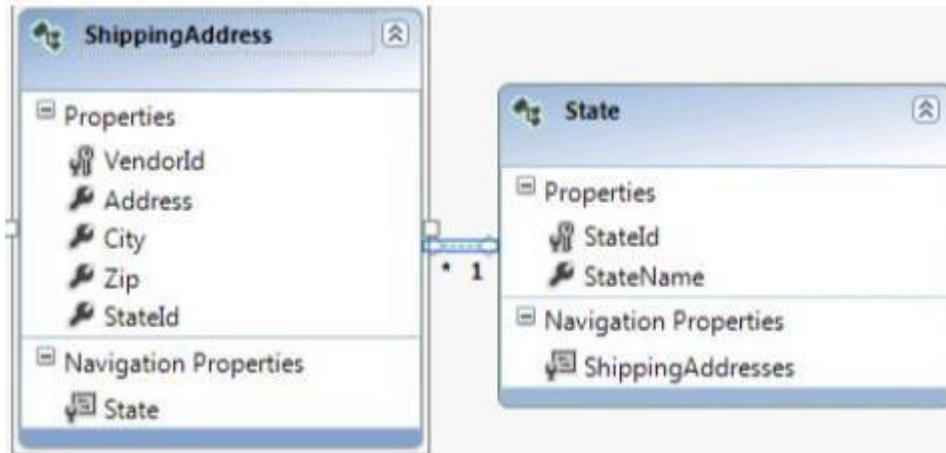 ShippingAddress
Properties
VendorId
Address
City
Zip
StateId
Navigation Properties
State
* 1
State
Properties
StateId
StateName
Navigation Properties
ShippingAddresses